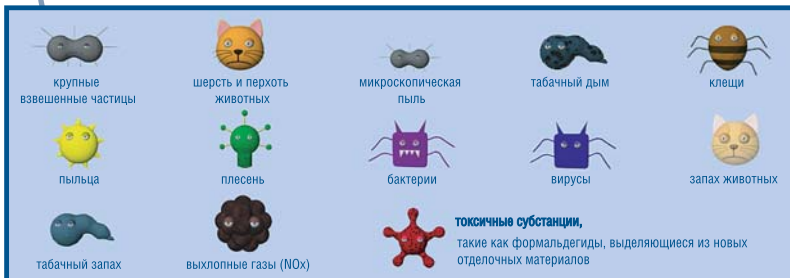 крупные
взвешенные частицы
шерсть и перхоть
животных
микроскопическая
пыль
табачный дым
клещи
пыльца
плесень
бактерии
вирусы
запах животных
табачный запах
выхлопные газы (NOx)
токсичные субстанции,
такие как формальдегиды, выделяющиеся из новых
отделочных материалов